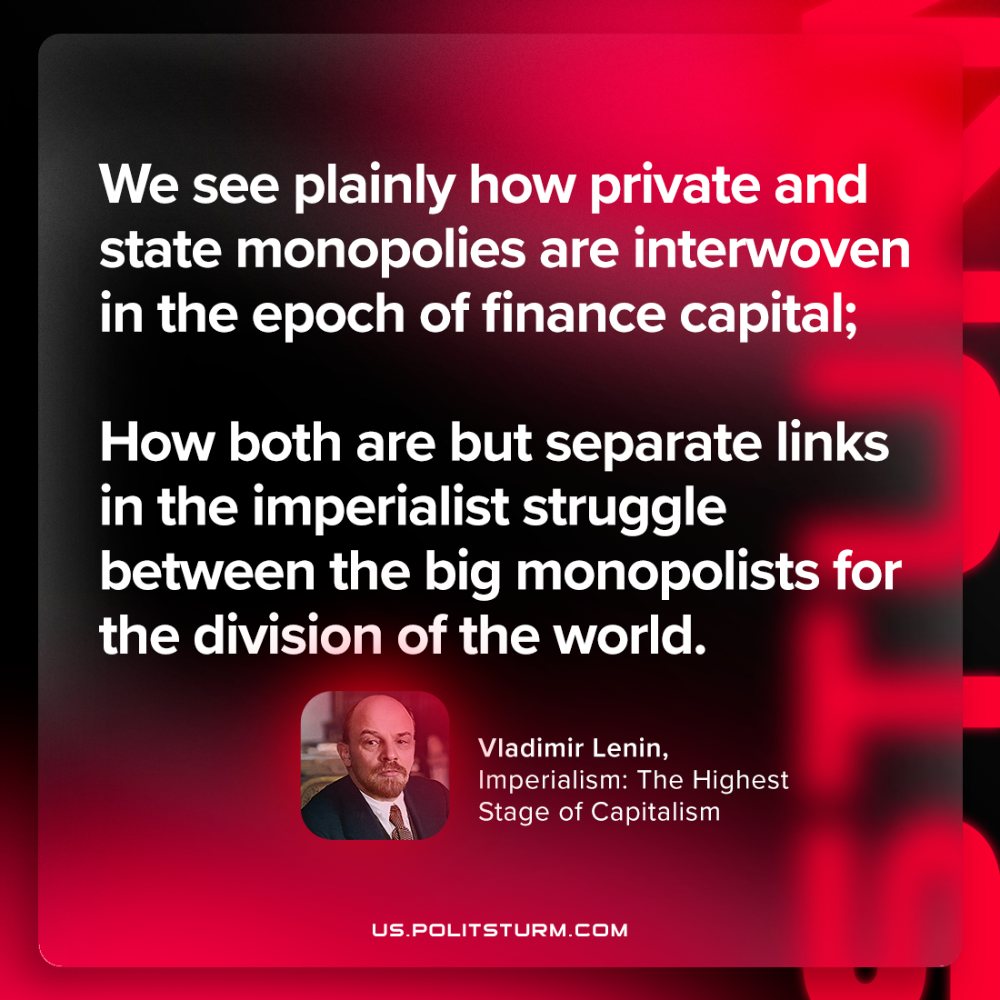 We see plainly how private and
state monopolies are interwoven
in the epoch of finance capital;
How both are but separate links
in the imperialist struggle
between the big monopolists for
the division of the world.
Vladimir Lenin,
Imperialism: The Highest
Stage of Capitalism
US.POLITSTURM.COM